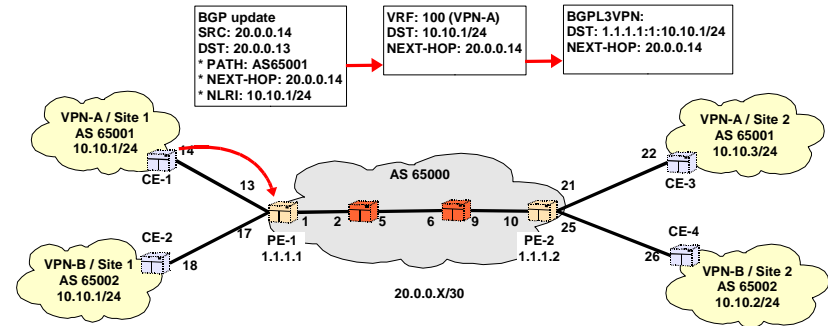 BGP update
SRC: 20.0.0.14
DST: 20.0.0.13
* PATH: AS65001
* NEXT-HOP: 20.0.0.14
* NLRI: 10.10.1/24
VRF: 100 (VPN-A)
DST: 10.10.1/24
NEXT-HOP: 20.0.0.14
BGPL3VPN:
DST: 1.1.1.1:1:10.10.1/24
NEXT-HOP: 20.0.0.14
VPN-A / Site 1
AS 65001
10.10.1/24
14
CE-1
13
VPN-A / Site 2
AS 65001
10.10.3/24
22
CE-3
21
AS 65000
1
2
5
6
9
10
PE-1
1.1.1.1
PE-2
1.1.1.2
17
CE-2
18
VPN-B / Site 1
AS 65002
10.10.1/24
25
CE-4
26
VPN-B / Site 2
AS 65002
10.10.2/24
20.0.0.X/30